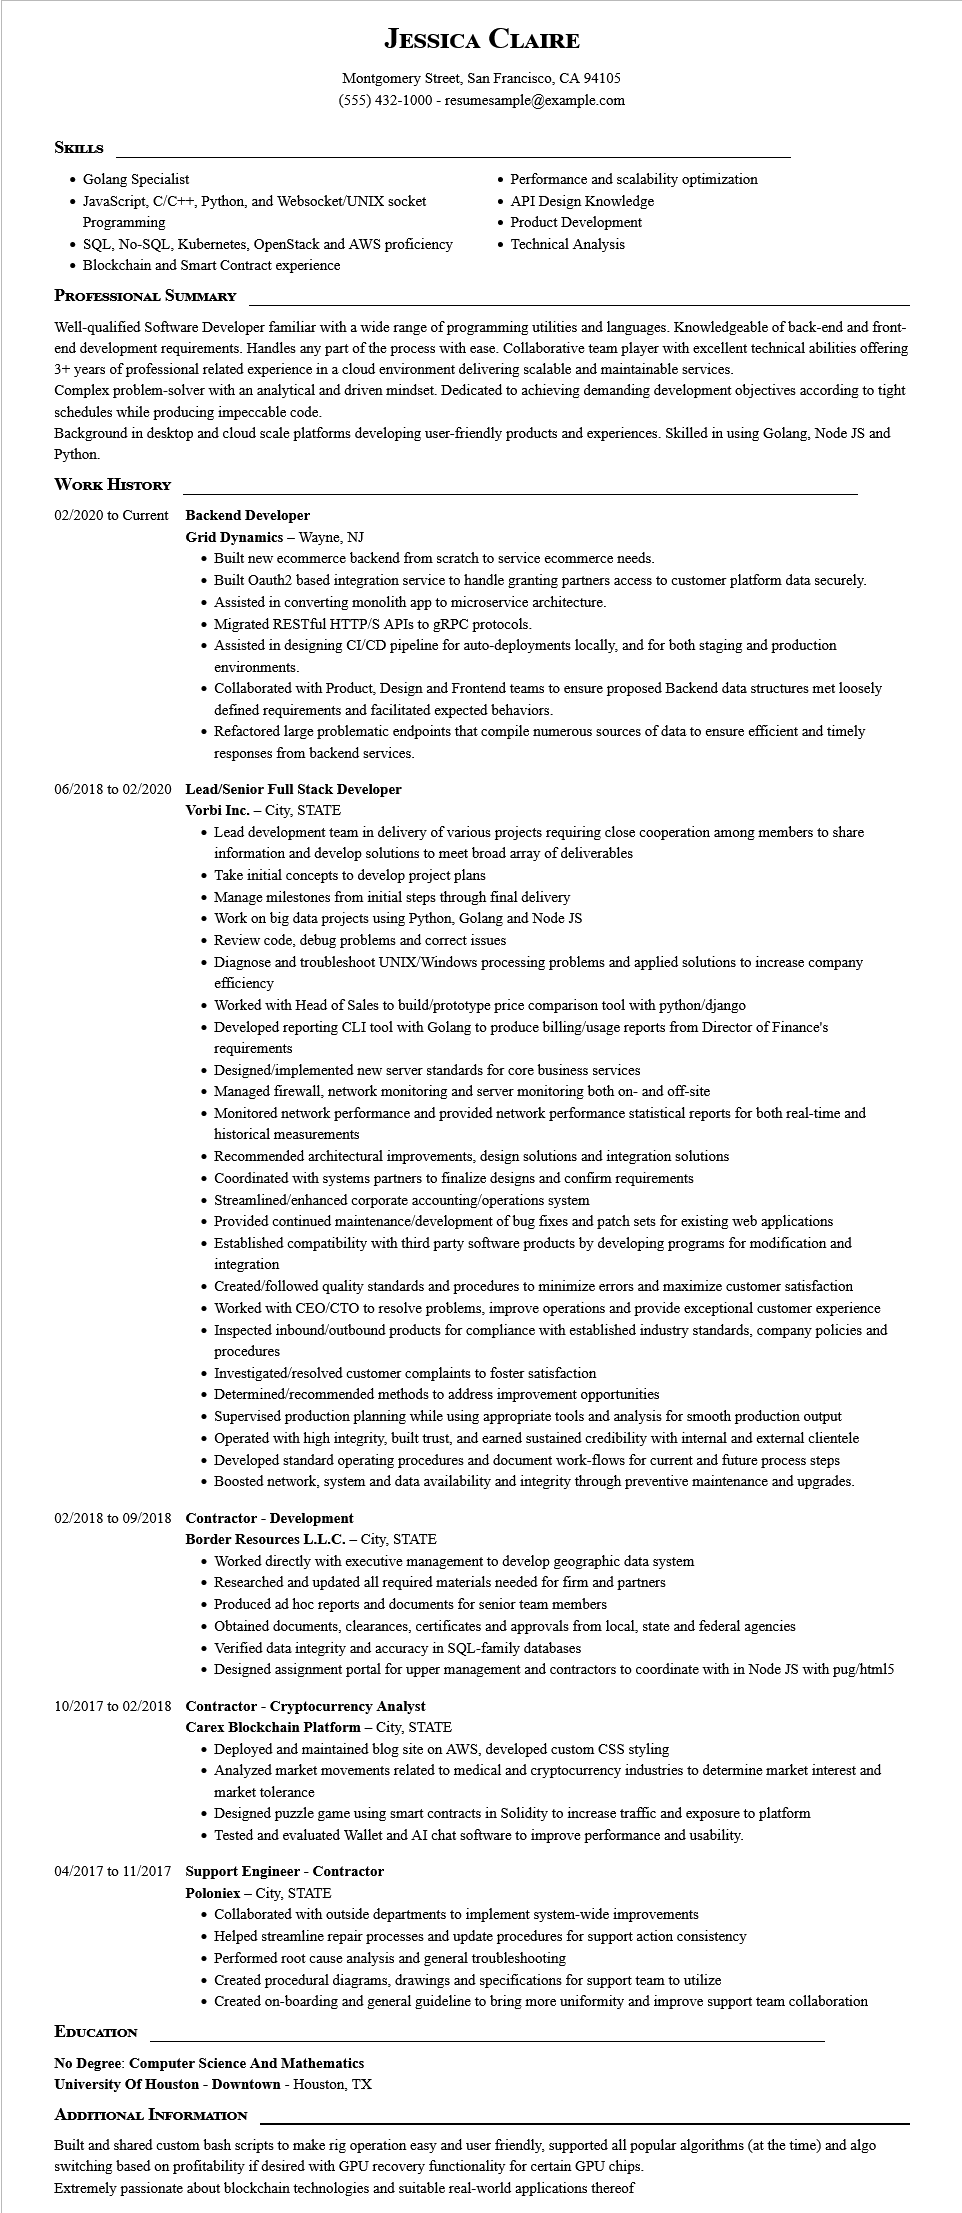 Jessica Claire
Montgomery Street, San Francisco, CA 94105
(555) 432-1000 - resumesample@example.com
Skills
• Golang Specialist
• JavaScript, C/C++, Python, and Websocket/UNIX socket
Programming
• SQL, No-SQL, Kubernetes, OpenStack and AWS proficiency
• Blockchain and Smart Contract experience
• Performance and scalability optimization
• API Design Knowledge
• Product Development
• Technical Analysis
Professional Summary
Well-qualified Software Developer familiar with a wide range of programming utilities and languages. Knowledgeable of back-end and front-
end development requirements. Handles any part of the process with ease. Collaborative team player with excellent technical abilities offering
3+ years of professional related experience in a cloud environment delivering scalable and maintainable services.
Complex problem-solver with an analytical and driven mindset. Dedicated to achieving demanding development objectives according to tight
schedules while producing impeccable code.
Background in desktop and cloud scale platforms developing user-friendly products and experiences. Skilled in using Golang, Node JS and
Python.
Work History
02/2020 to Current Backend Developer
Grid Dynamics – Wayne, NJ
• Built new ecommerce backend from scratch to service ecommerce needs.
• Built Oauth2 based integration service to handle granting partners access to customer platform data securely.
• Assisted in converting monolith app to microservice architecture.
• Migrated RESTful HTTP/S APIs to gRPC protocols.
• Assisted in designing CI/CD pipeline for auto-deployments locally, and for both staging and production
environments.
• Collaborated with Product, Design and Frontend teams to ensure proposed Backend data structures met loosely
defined requirements and facilitated expected behaviors.
• Refactored large problematic endpoints that compile numerous sources of data to ensure efficient and timely
responses from backend services.
06/2018 to 02/2020 Lead/Senior Full Stack Developer
Vorbi Inc. – City, STATE
• Lead development team in delivery of various projects requiring close cooperation among members to share
information and develop solutions to meet broad array of deliverables
• Take initial concepts to develop project plans
• Manage milestones from initial steps through final delivery
• Work on big data projects using Python, Golang and Node JS
• Review code, debug problems and correct issues
• Diagnose and troubleshoot UNIX/Windows processing problems and applied solutions to increase company
efficiency
• Worked with Head of Sales to build/prototype price comparison tool with python/django
• Developed reporting CLI tool with Golang to produce billing/usage reports from Director of Finance's
requirements
• Designed/implemented new server standards for core business services
• Managed firewall, network monitoring and server monitoring both on- and off-site
• Monitored network performance and provided network performance statistical reports for both real-time and
historical measurements
• Recommended architectural improvements, design solutions and integration solutions
• Coordinated with systems partners to finalize designs and confirm requirements
• Streamlined/enhanced corporate accounting/operations system
• Provided continued maintenance/development of bug fixes and patch sets for existing web applications
• Established compatibility with third party software products by developing programs for modification and
integration
• Created/followed quality standards and procedures to minimize errors and maximize customer satisfaction
• Worked with CEO/CTO to resolve problems, improve operations and provide exceptional customer experience
• Inspected inbound/outbound products for compliance with established industry standards, company policies and
procedures
• Investigated/resolved customer complaints to foster satisfaction
• Determined/recommended methods to address improvement opportunities
• Supervised production planning while using appropriate tools and analysis for smooth production output
• Operated with high integrity, built trust, and earned sustained credibility with internal and external clientele
• Developed standard operating procedures and document work-flows for current and future process steps
• Boosted network, system and data availability and integrity through preventive maintenance and upgrades.
02/2018 to 09/2018 Contractor - Development
Border Resources L.L.C. – City, STATE
• Worked directly with executive management to develop geographic data system
• Researched and updated all required materials needed for firm and partners
• Produced ad hoc reports and documents for senior team members
• Obtained documents, clearances, certificates and approvals from local, state and federal agencies
• Verified data integrity and accuracy in SQL-family databases
• Designed assignment portal for upper management and contractors to coordinate with in Node JS with pug/html5
10/2017 to 02/2018 Contractor - Cryptocurrency Analyst
Carex Blockchain Platform – City, STATE
• Deployed and maintained blog site on AWS, developed custom CSS styling
• Analyzed market movements related to medical and cryptocurrency industries to determine market interest and
market tolerance
• Designed puzzle game using smart contracts in Solidity to increase traffic and exposure to platform
• Tested and evaluated Wallet and AI chat software to improve performance and usability.
04/2017 to 11/2017 Support Engineer - Contractor
Poloniex – City, STATE
• Collaborated with outside departments to implement system-wide improvements
• Helped streamline repair processes and update procedures for support action consistency
• Performed root cause analysis and general troubleshooting
• Created procedural diagrams, drawings and specifications for support team to utilize
• Created on-boarding and general guideline to bring more uniformity and improve support team collaboration
Education
No Degree: Computer Science And Mathematics
University Of Houston - Downtown - Houston, TX
Additional Information
Built and shared custom bash scripts to make rig operation easy and user friendly, supported all popular algorithms (at the time) and algo
switching based on profitability if desired with GPU recovery functionality for certain GPU chips.
Extremely passionate about blockchain technologies and suitable real-world applications thereof